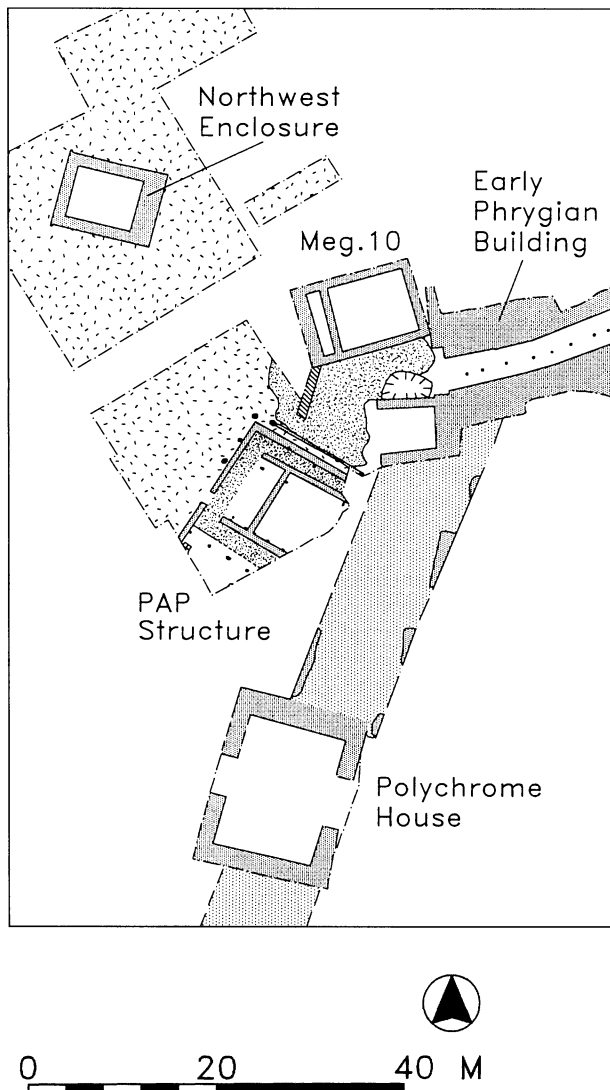 Northwest
Enclosure
Early
Phrygian
Building
Meg.10
PAP
Structure
Polychrome
House
0 20 40 M